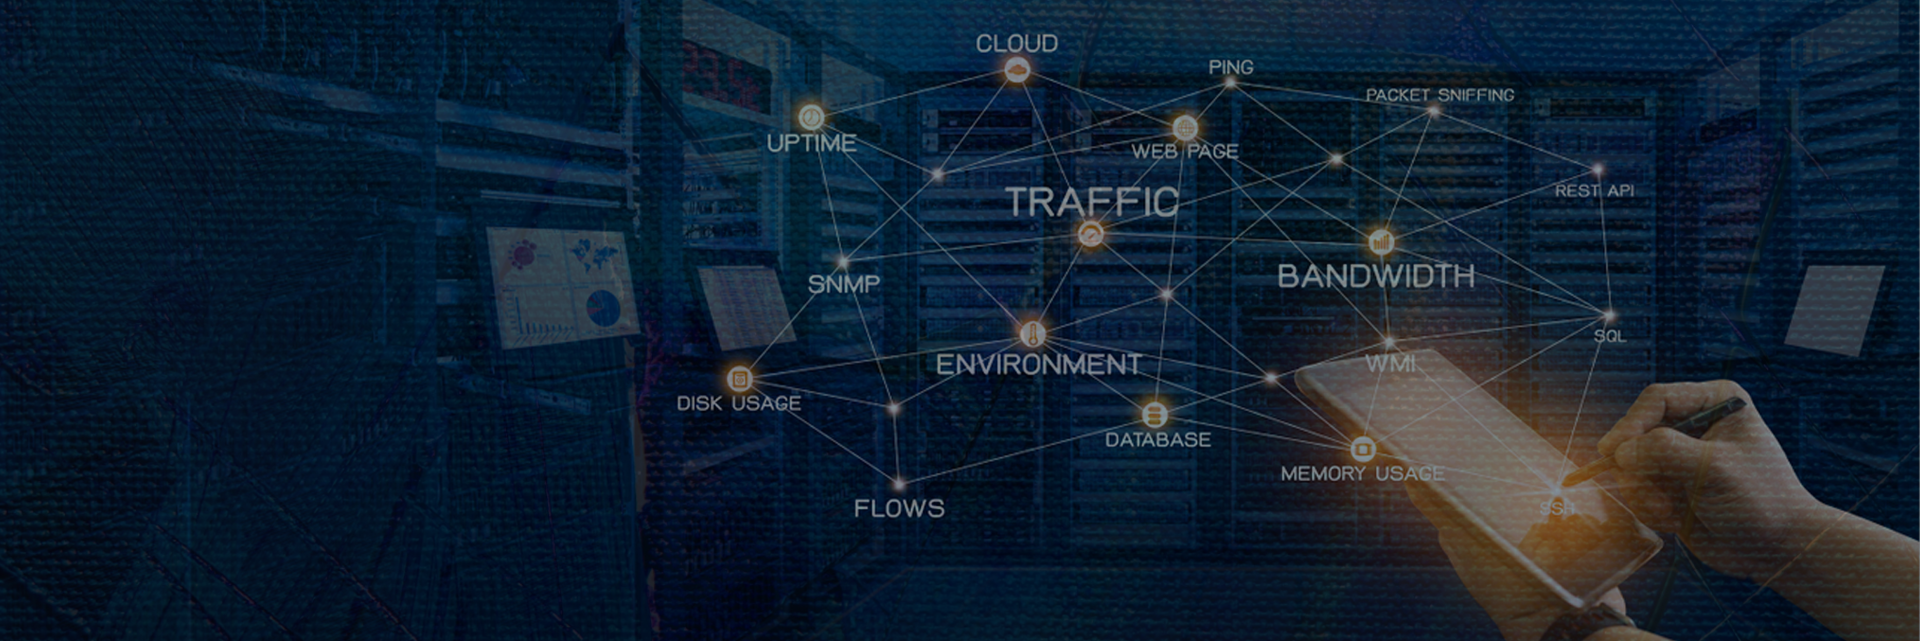 CLOUD
PING
PACKET SNIFFING
UPTIME
WEB PAGE
TRAFFIC
REST API
BANDWIDTH
SNMP
SQL
ENVIRONMENT
WMI
DISK USAGE
DATABASE
MEMORY USAGE
FLOWS
SSH